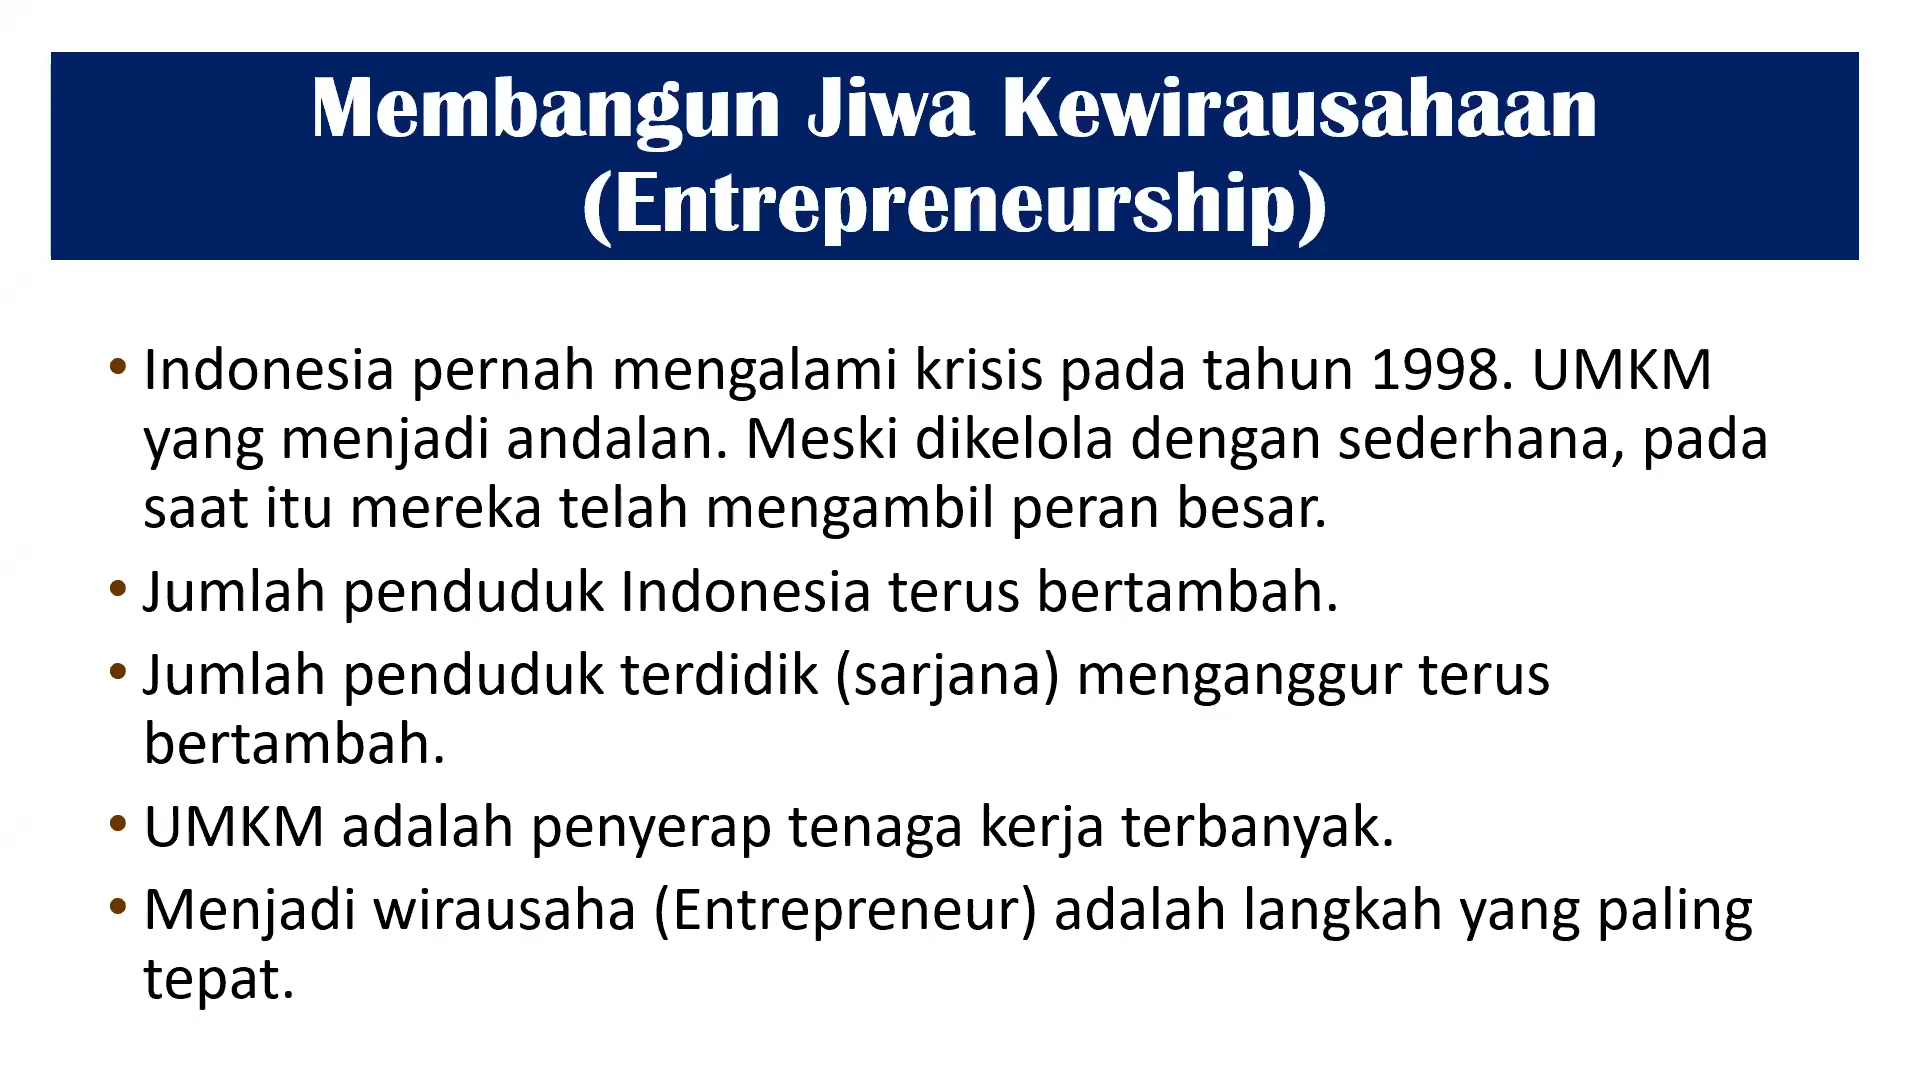 Membangun Jiwa Kewirausahaan
(Entrepreneurship)
• Indonesia pernah mengalami krisis pada tahun 1998. UMKM
yang menjadi andalan. Meski dikelola dengan sederhana, pada
saat itu mereka telah mengambil peran besar.
• Jumlah penduduk Indonesia terus bertambah.
• Jumlah penduduk terdidik (sarjana) menganggur terus
bertambah.
• UMKM adalah penyerap tenaga kerja terbanyak.
• Menjadi wirausaha (Entrepreneur) adalah langkah yang paling
tepat.